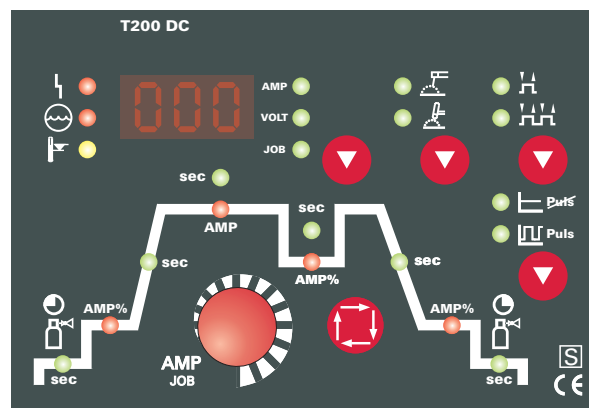 T200 DC
000
AMP
VOLT
JOB
sec
sec
Puls
Puls
AMP
sec
sec
AMP%
AMP%
AMP%
AMP
JOB
sec
sec
S
CE